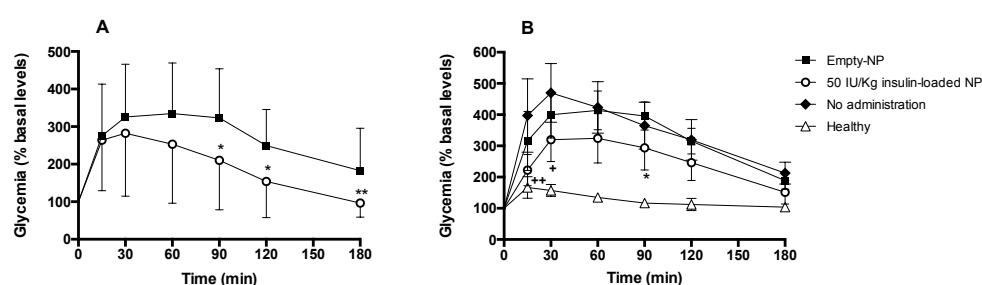 A
Glycemia (% basal levels)
500
400
300
200
100
0
* * **
0 30 60 90 120 150 180
Time (min)
B
Glycemia (% basal levels)
600
500
400
300
200
100
0
++ + *
0 30 60 90 120 150 180
Time (min)
Empty-NP
50 IU/Kg insulin-loaded NP
No administration
Healthy